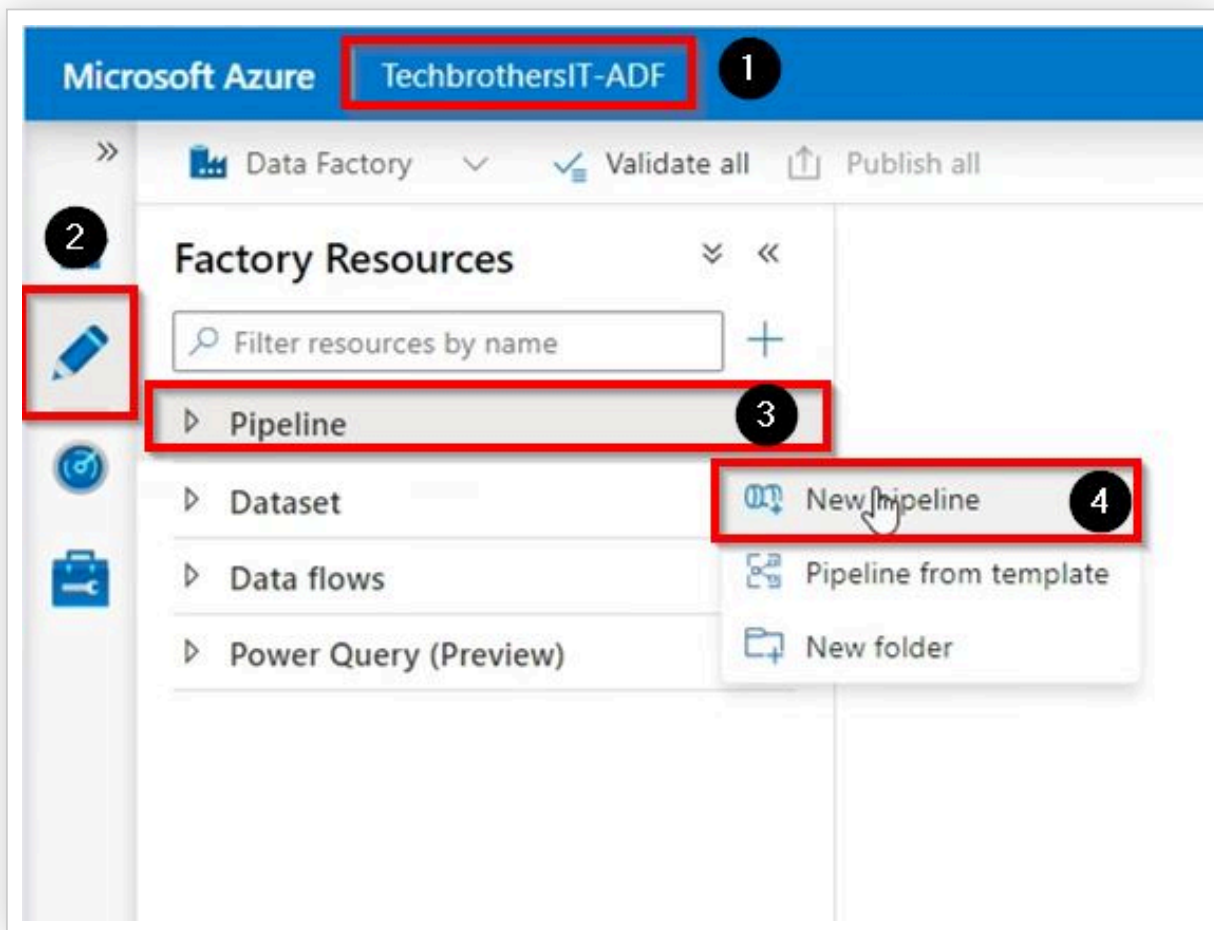 Microsoft Azure TechbrothersIT-ADF 1
Data Factory Validate all Publish all
2
Factory Resources
Filter resources by name
Pipeline 3
Dataset
New pipeline 4
Data flows
Pipeline from template
Power Query (Preview)
New folder